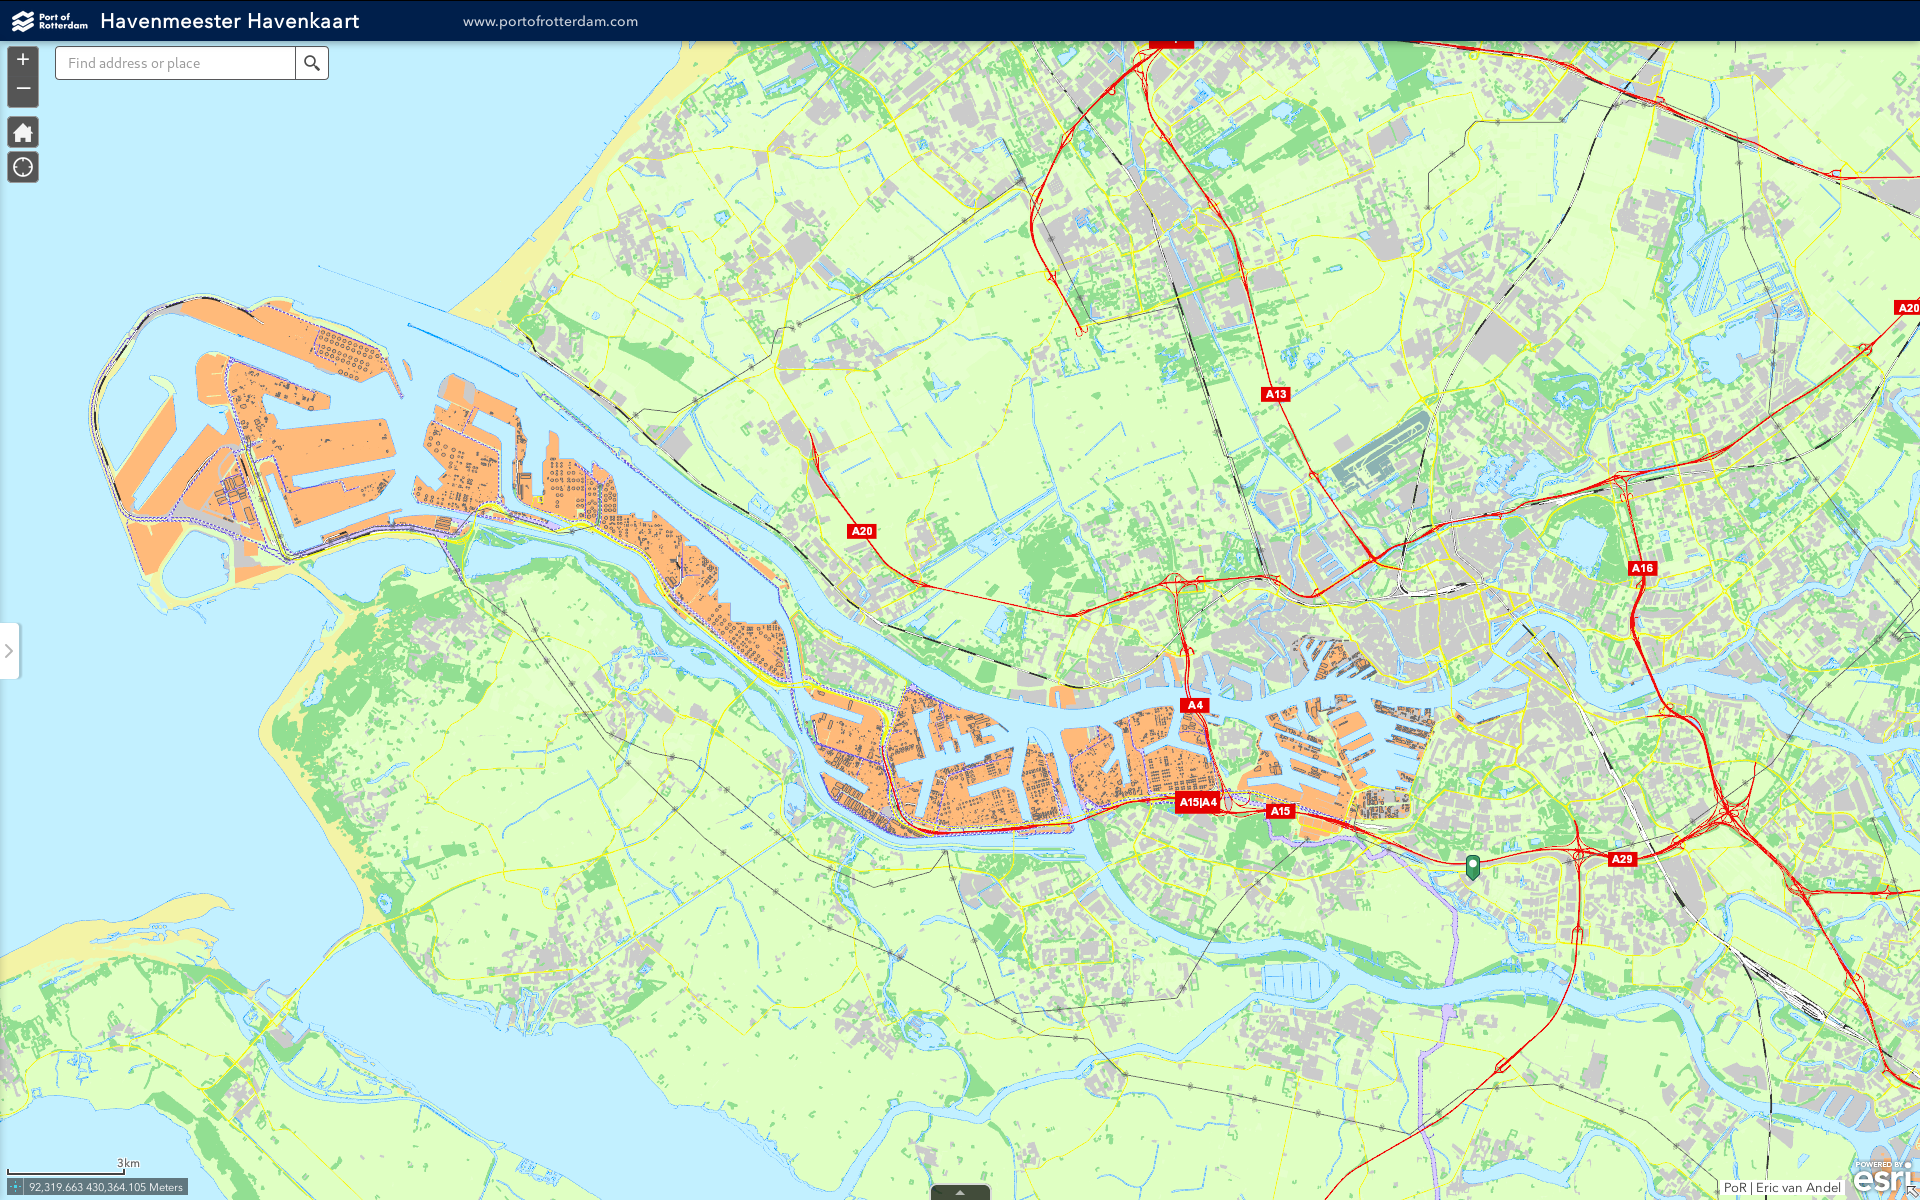 Port of
Rotterdam
Havenmeester Havenkaart
www.portofrotterdam.com
+
−
Find address or place
A20
A13
A20
A16
A4
A15|A4
A15
A29
3km
92,319.663 430,364.105 Meters
PoR | Eric van Andel
POWERED BY
esri